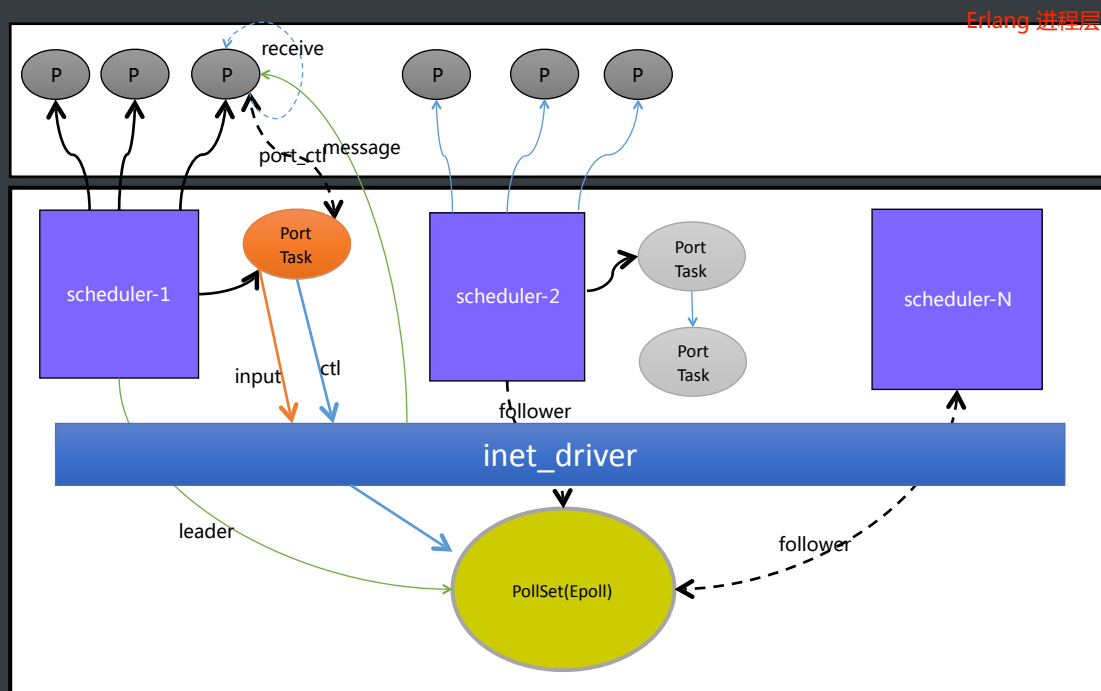 Erlang 进程层
receive
P
P
P
P
P
P
port_ctl
message
scheduler-1
Port
Task
scheduler-2
Port
Task
scheduler-N
Port
Task
input
ctl
follower
inet_driver
leader
follower
PollSet(Epoll)